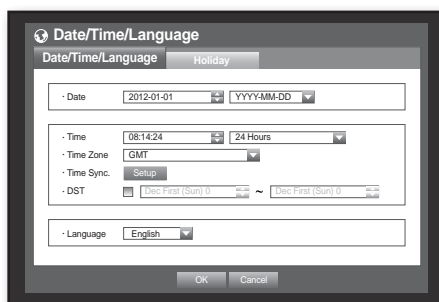 Date/Time/Language
Date/Time/Language Holiday
· Date 2012-01-01 YYYY-MM-DD
· Time 08:14:24 24 Hours
· Time Zone GMT
· Time Sync. Setup
· DST Dec First (Sun) 0 ~ Dec First (Sun) 0
· Language English
OK Cancel